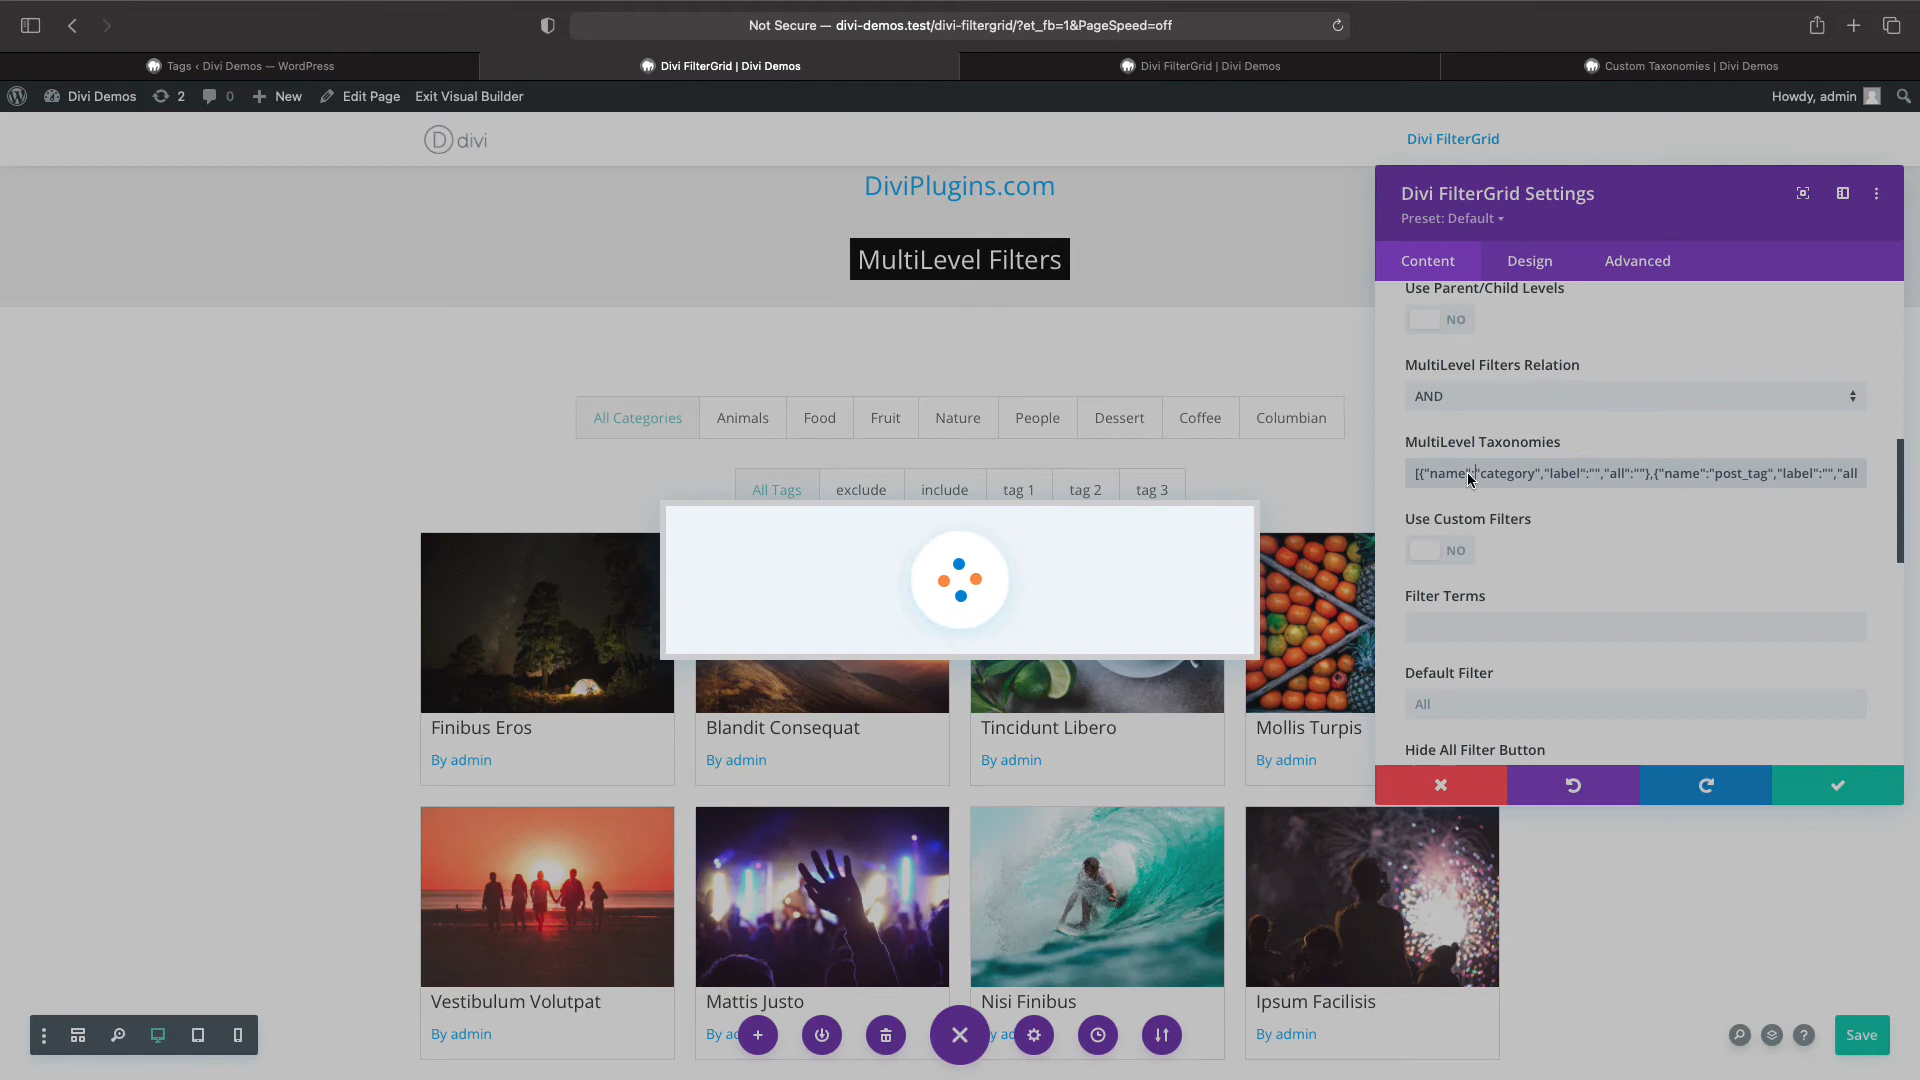 Not Secure — divi-demos.test/divi-filtergrid/?et_fb=1&PageSpeed=off
Tags ‹ Divi Demos — WordPress
Divi FilterGrid | Divi Demos
Divi FilterGrid | Divi Demos
Custom Taxonomies | Divi Demos
Divi Demos
2
0
New
Edit Page
Exit Visual Builder
Howdy, admin
divi
Divi FilterGrid
DiviPlugins.com
MultiLevel Filters
All Categories
Animals
Food
Fruit
Nature
People
Dessert
Coffee
Columbian
All Tags
exclude
include
tag 1
tag 2
tag 3
Finibus Eros
By admin
Blandit Consequat
By admin
Tincidunt Libero
By admin
Mollis Turpis
By admin
Vestibulum Volutpat
By admin
Mattis Justo
Nisi Finibus
Ipsum Facilisis
By admin
Divi FilterGrid Settings
Preset: Default
Content
Design
Advanced
Use Parent/Child Levels
NO
MultiLevel Filters Relation
AND
MultiLevel Taxonomies
[{"name":"category","label":"","all":""},{"name":"post_tag","label":"","all
Use Custom Filters
NO
Filter Terms
Default Filter
All
Hide All Filter Button
Save